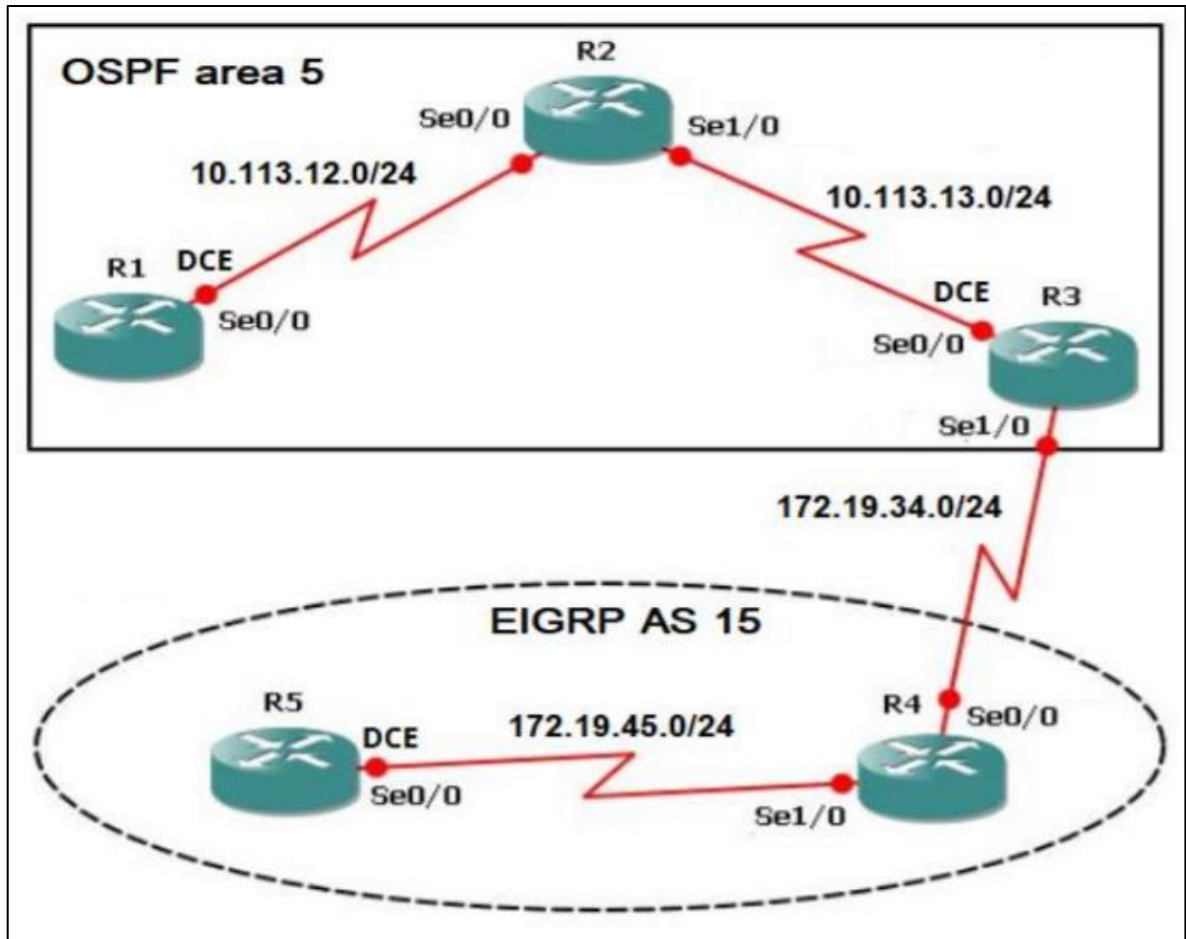 R2
OSPF area 5
Se0/0
Se1/0
10.113.12.0/24
10.113.13.0/24
R1
DCE
Se0/0
DCE
R3
Se0/0
Se1/0
172.19.34.0/24
EIGRP AS 15
R5
DCE
Se0/0
172.19.45.0/24
R4
Se0/0
Se1/0